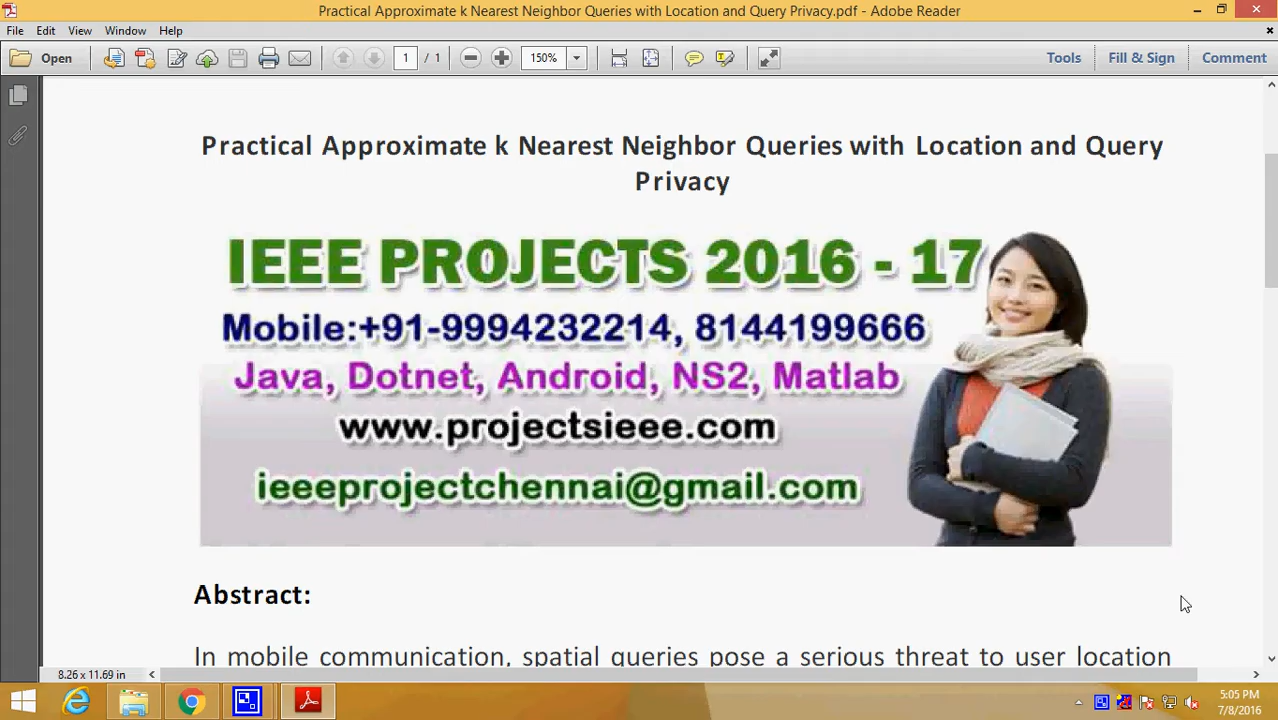 Practical Approximate k Nearest Neighbor Queries with Location and Query Privacy.pdf - Adobe Reader
File Edit View Window Help
Open 1 / 1 150% Tools Fill & Sign Comment
Practical Approximate k Nearest Neighbor Queries with Location and Query
Privacy
IEEE PROJECTS 2016 - 17
Mobile:+91-9994232214, 8144199666
Java, Dotnet, Android, NS2, Matlab
www.projectsieee.com
ieeeprojectchennai@gmail.com
Abstract:
In mobile communication, spatial queries pose a serious threat to user location
8.26 x 11.69 in
5:05 PM
7/8/2016